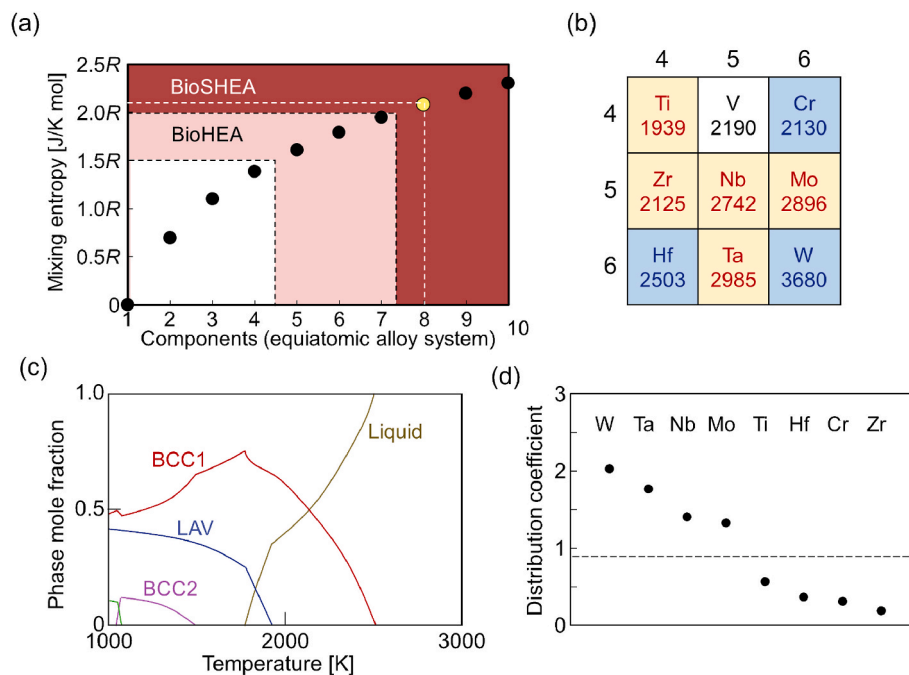 (a)
Mixing entropy [J/K mol]
2.5R
2.0R
1.5R
1.0R
0.5R
0
BioSHEA
BioHEA
1 2 3 4 5 6 7 8 9 10
Components (equiatomic alloy system)
(b)
4 5 6
4
Ti
1939
V
2190
Cr
2130
5
Zr
2125
Nb
2742
Mo
2896
6
Hf
2503
Ta
2985
W
3680
(c)
Phase mole fraction
1.0
0.5
0
BCC1
Liquid
LAV
BCC2
1000 2000 3000
Temperature [K]
(d)
Distribution coefficient
3
2
1
0
W Ta Nb Mo Ti Hf Cr Zr